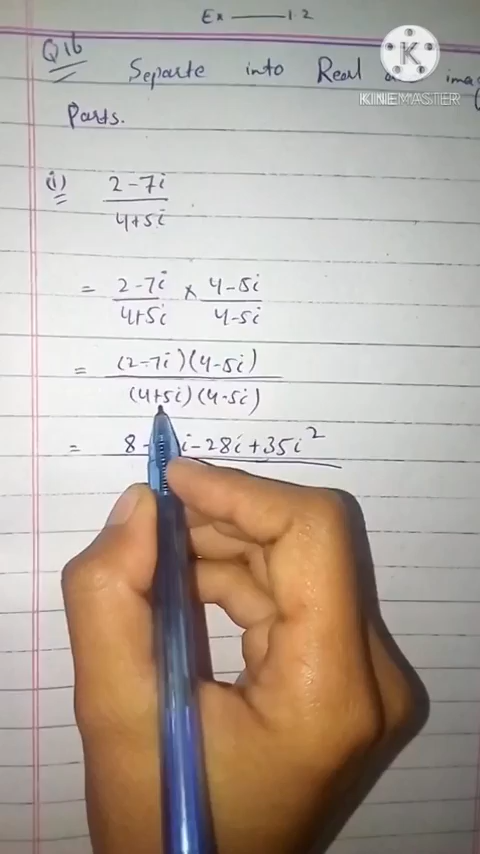 Ex 1.2
Q16
Separte into Real
Parts.
KINEMASTER
(i) 2-7i / 4+5i
= 2-7i / 4+5i × 4-5i / 4-5i
= (2-7i)(4-5i) / (4+5i)(4-5i)
= 8- i-28i+35i²